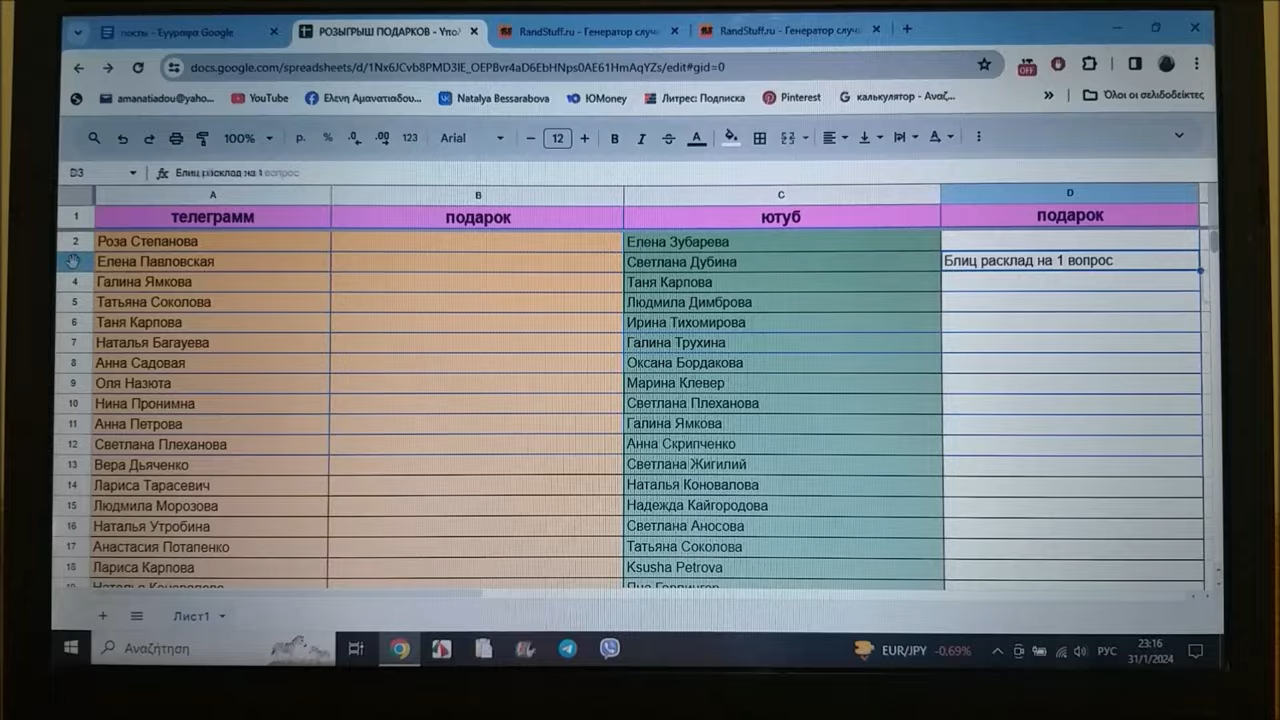 посты - Έγγραφα Google
РОЗЫГРЫШ ПОДАРКОВ - Υπολ
RandStuff.ru - Генератор случ
RandStuff.ru - Генератор случ
docs.google.com/spreadsheets/d/1Nx6JCvb8PMD3IE_OEPBvr4aD6EbHNps0AE61HmAqYZs/edit#gid=0
OFF
amanatiadou@yaho...
YouTube
Ελενη Αμανατιαδου...
Natalya Bessarabova
ЮMoney
Литрес: Подписка
Pinterest
калькулятор - Αναζ...
Όλοι οι σελιδοδείκτες
100% р. % .0 .00 123 Arial 12 B I S A
D3 fx Блиц расклад на 1 вопрос
A B C D
1 телеграмм подарок ютуб подарок
2 Роза Степанова Елена Зубарева
Елена Павловская Светлана Дубина Блиц расклад на 1 вопрос
4 Галина Ямкова Таня Карпова
5 Татьяна Соколова Людмила Димброва
6 Таня Карпова Ирина Тихомирова
7 Наталья Багауева Галина Трухина
8 Анна Садовая Оксана Бордакова
9 Оля Назюта Марина Клевер
10 Нина Пронимна Светлана Плеханова
11 Анна Петрова Галина Ямкова
12 Светлана Плеханова Анна Скрипченко
13 Вера Дьяченко Светлана Жигилий
14 Лариса Тарасевич Наталья Коновалова
15 Людмила Морозова Надежда Кайгородова
16 Наталья Утробина Светлана Аносова
17 Анастасия Потапенко Татьяна Соколова
18 Лариса Карпова Ksusha Petrova
Лист1
Αναζήτηση
EUR/JPY -0,69%
РУС
23:16
31/1/2024